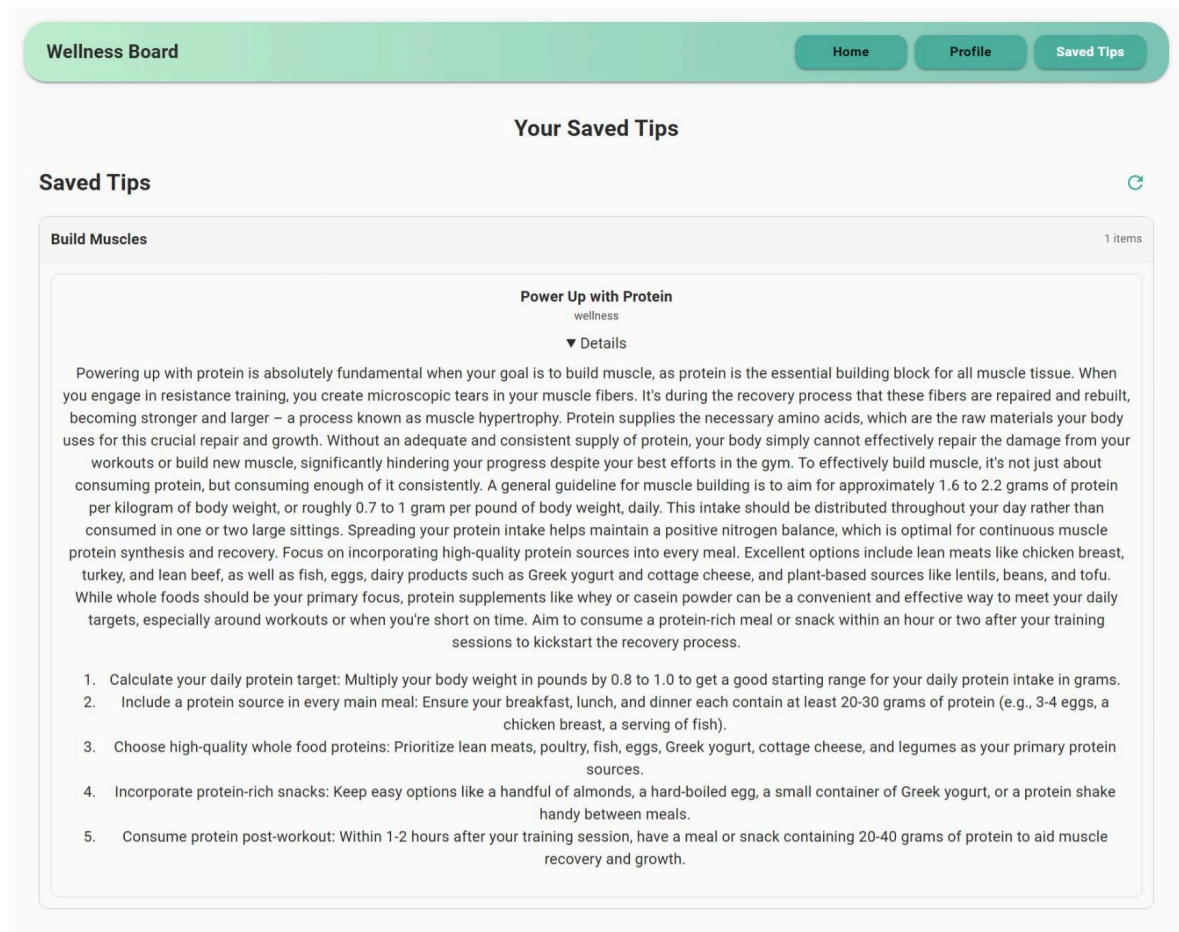 Wellness Board
Home
Profile
Saved Tips
Your Saved Tips
Saved Tips
Build Muscles
1 items
Power Up with Protein
wellness
▼ Details
Powering up with protein is absolutely fundamental when your goal is to build muscle, as protein is the essential building block for all muscle tissue. When
you engage in resistance training, you create microscopic tears in your muscle fibers. It's during the recovery process that these fibers are repaired and rebuilt,
becoming stronger and larger – a process known as muscle hypertrophy. Protein supplies the necessary amino acids, which are the raw materials your body
uses for this crucial repair and growth. Without an adequate and consistent supply of protein, your body simply cannot effectively repair the damage from your
workouts or build new muscle, significantly hindering your progress despite your best efforts in the gym. To effectively build muscle, it's not just about
consuming protein, but consuming enough of it consistently. A general guideline for muscle building is to aim for approximately 1.6 to 2.2 grams of protein
per kilogram of body weight, or roughly 0.7 to 1 gram per pound of body weight, daily. This intake should be distributed throughout your day rather than
consumed in one or two large sittings. Spreading your protein intake helps maintain a positive nitrogen balance, which is optimal for continuous muscle
protein synthesis and recovery. Focus on incorporating high-quality protein sources into every meal. Excellent options include lean meats like chicken breast,
turkey, and lean beef, as well as fish, eggs, dairy products such as Greek yogurt and cottage cheese, and plant-based sources like lentils, beans, and tofu.
While whole foods should be your primary focus, protein supplements like whey or casein powder can be a convenient and effective way to meet your daily
targets, especially around workouts or when you're short on time. Aim to consume a protein-rich meal or snack within an hour or two after your training
sessions to kickstart the recovery process.
1. Calculate your daily protein target: Multiply your body weight in pounds by 0.8 to 1.0 to get a good starting range for your daily protein intake in grams.
2. Include a protein source in every main meal: Ensure your breakfast, lunch, and dinner each contain at least 20-30 grams of protein (e.g., 3-4 eggs, a
chicken breast, a serving of fish).
3. Choose high-quality whole food proteins: Prioritize lean meats, poultry, fish, eggs, Greek yogurt, cottage cheese, and legumes as your primary protein
sources.
4. Incorporate protein-rich snacks: Keep easy options like a handful of almonds, a hard-boiled egg, a small container of Greek yogurt, or a protein shake
handy between meals.
5. Consume protein post-workout: Within 1-2 hours after your training session, have a meal or snack containing 20-40 grams of protein to aid muscle
recovery and growth.